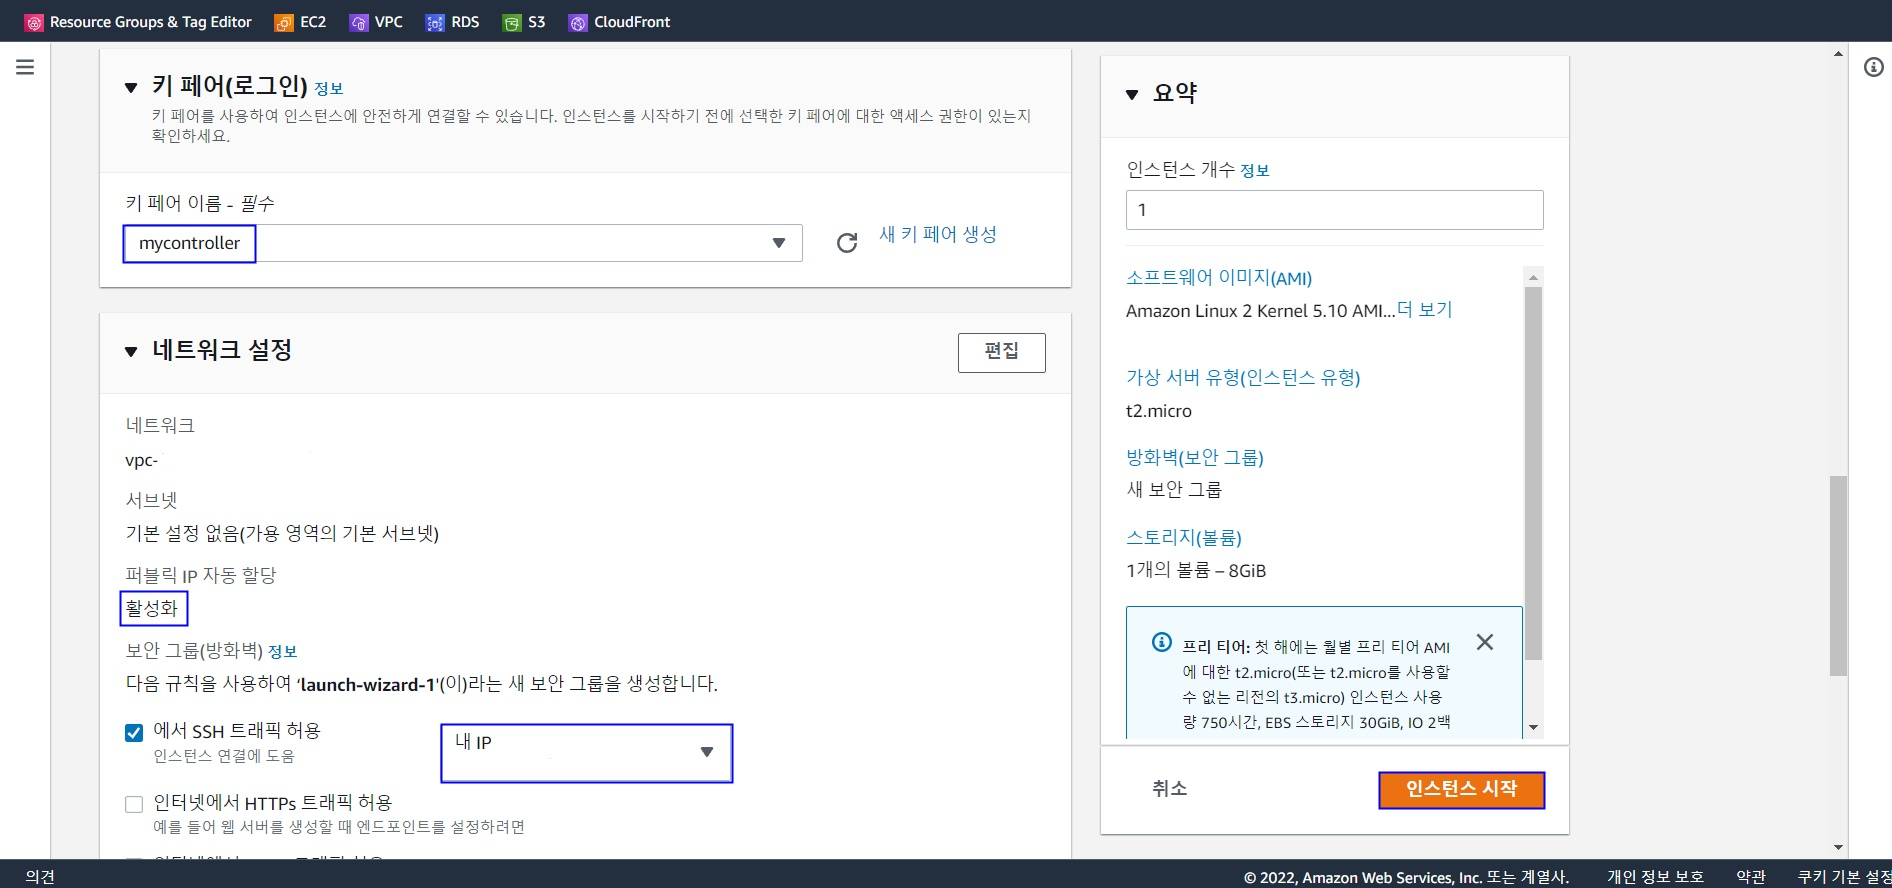 Resource Groups & Tag Editor EC2 VPC RDS S3 CloudFront
키 페어(로그인) 정보
키 페어를 사용하여 인스턴스에 안전하게 연결할 수 있습니다. 인스턴스를 시작하기 전에 선택한 키 페어에 대한 액세스 권한이 있는지
확인하세요.
키 페어 이름 - 필수
mycontroller
새 키 페어 생성
네트워크 설정
편집
네트워크
vpc-
서브넷
기본 설정 없음(가용 영역의 기본 서브넷)
퍼블릭 IP 자동 할당
활성화
보안 그룹(방화벽) 정보
다음 규칙을 사용하여 ‘launch-wizard-1'(이)라는 새 보안 그룹을 생성합니다.
에서 SSH 트래픽 허용
인스턴스 연결에 도움
내 IP
인터넷에서 HTTPs 트래픽 허용
예를 들어 웹 서버를 생성할 때 엔드포인트를 설정하려면
요약
인스턴스 개수 정보
1
소프트웨어 이미지(AMI)
Amazon Linux 2 Kernel 5.10 AMI...더 보기
가상 서버 유형(인스턴스 유형)
t2.micro
방화벽(보안 그룹)
새 보안 그룹
스토리지(볼륨)
1개의 볼륨 – 8GiB
프리 티어: 첫 해에는 월별 프리 티어 AMI
에 대한 t2.micro(또는 t2.micro를 사용할
수 없는 리전의 t3.micro) 인스턴스 사용
량 750시간, EBS 스토리지 30GiB, IO 2백
취소
인스턴스 시작
의견
© 2022, Amazon Web Services, Inc. 또는 계열사. 개인 정보 보호 약관 쿠키 기본 설정